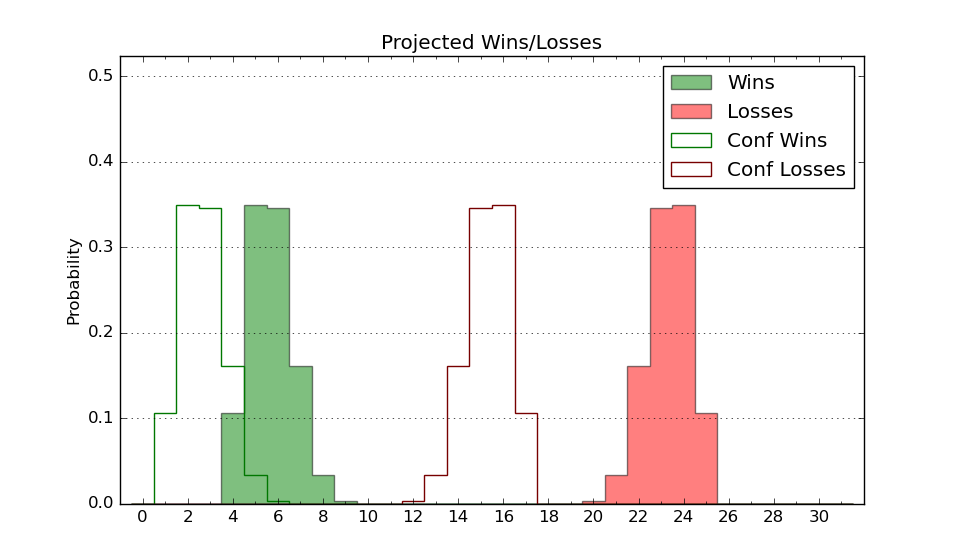 Projected Wins/Losses
0.5
0.4
0.3
0.2
0.1
0.0
Probability
Wins
Losses
Conf Wins
Conf Losses
0 2 4 6 8 10 12 14 16 18 20 22 24 26 28 30